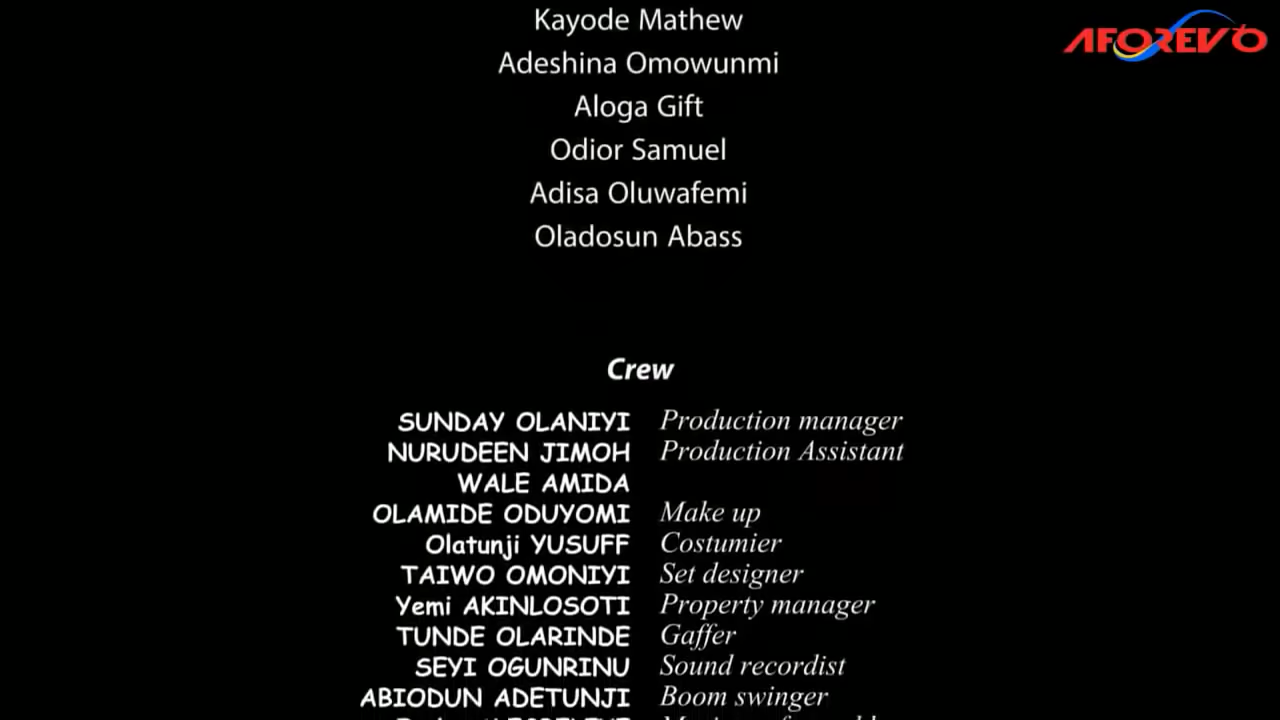 AFOREVO
Kayode Mathew
Adeshina Omowunmi
Aloga Gift
Odior Samuel
Adisa Oluwafemi
Oladosun Abass
Crew
SUNDAY OLANIYI Production manager
NURUDEEN JIMOH Production Assistant
WALE AMIDA
OLAMIDE ODUYOMI Make up
Olatunji YUSUFF Costumier
TAIWO OMONIYI Set designer
Yemi AKINLOSOTI Property manager
TUNDE OLARINDE Gaffer
SEYI OGUNRINU Sound recordist
ABIODUN ADETUNJI Boom swinger